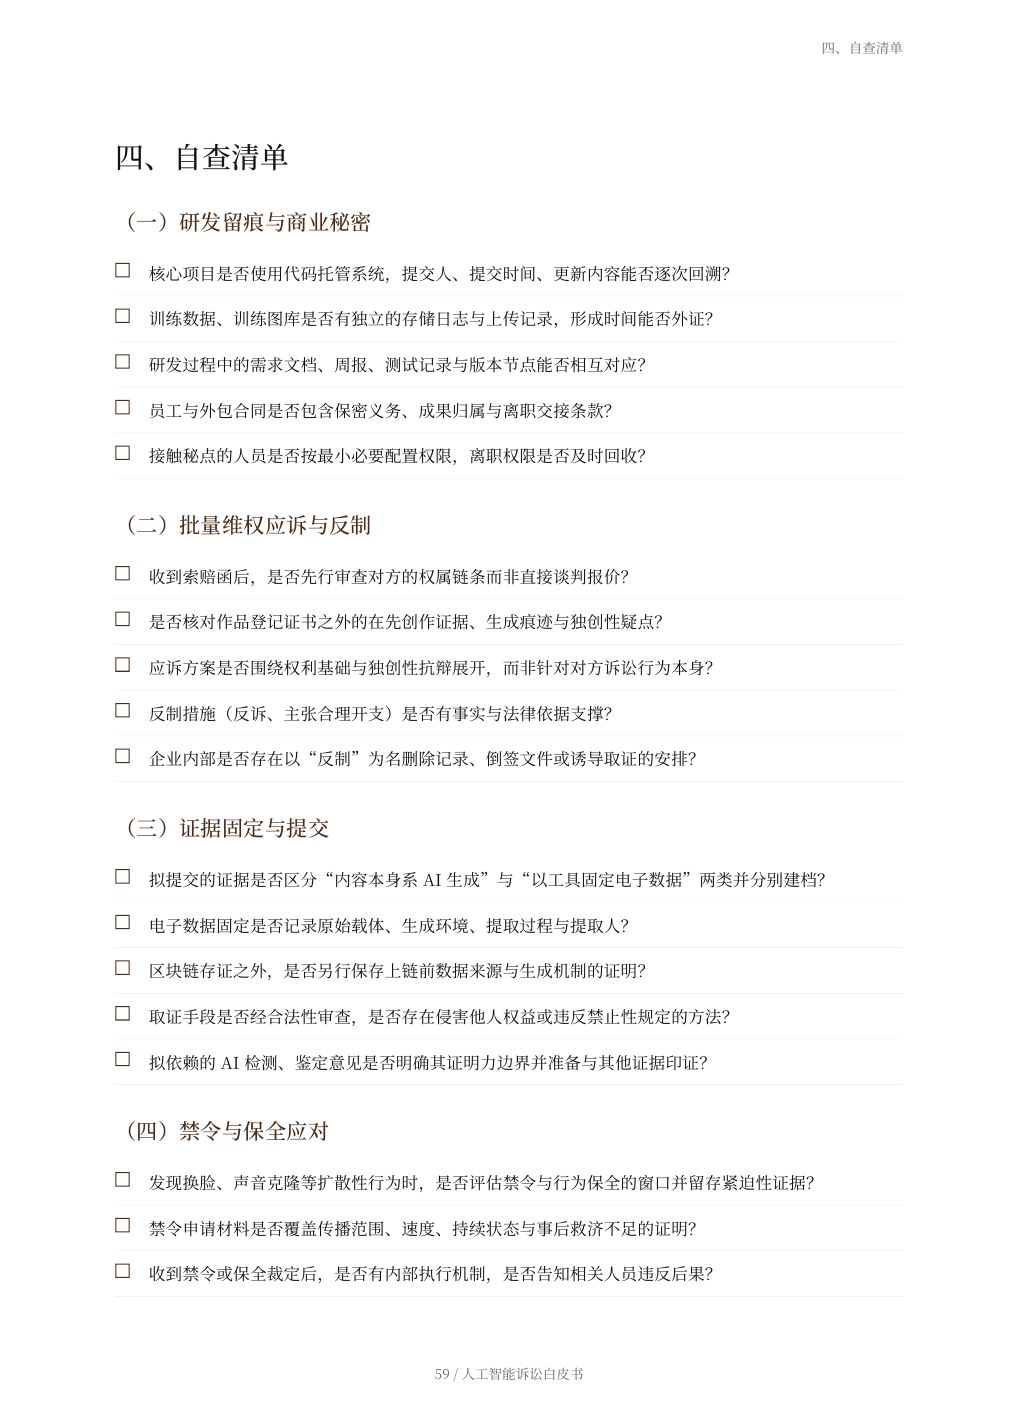 四、自查清单
四、自查清单
（一）研发留痕与商业秘密
□ 核心项目是否使用代码托管系统，提交人、提交时间、更新内容能否逐次回溯？
□ 训练数据、训练图库是否有独立的存储日志与上传记录，形成时间能否外证？
□ 研发过程中的需求文档、周报、测试记录与版本节点能否相互对应？
□ 员工与外包合同是否包含保密义务、成果归属与离职交接条款？
□ 接触秘点的人员是否按最小必要配置权限，离职权限是否及时回收？
（二）批量维权应诉与反制
□ 收到索赔函后，是否先行审查对方的权属链条而非直接谈判报价？
□ 是否核对作品登记证书之外的在先创作证据、生成痕迹与独创性疑点？
□ 应诉方案是否围绕权利基础与独创性抗辩展开，而非针对对方诉讼行为本身？
□ 反制措施（反诉、主张合理开支）是否有事实与法律依据支撑？
□ 企业内部是否存在以“反制”为名删除记录、倒签文件或诱导取证的安排？
（三）证据固定与提交
□ 拟提交的证据是否区分“内容本身系 AI 生成”与“以工具固定电子数据”两类并分别建档？
□ 电子数据固定是否记录原始载体、生成环境、提取过程与提取人？
□ 区块链存证之外，是否另行保存上链前数据来源与生成机制的证明？
□ 取证手段是否经合法性审查，是否存在侵害他人权益或违反禁止性规定的方法？
□ 拟依赖的 AI 检测、鉴定意见是否明确其证明力边界并准备与其他证据印证？
（四）禁令与保全应对
□ 发现换脸、声音克隆等扩散性行为时，是否评估禁令与行为保全的窗口并留存紧迫性证据？
□ 禁令申请材料是否覆盖传播范围、速度、持续状态与事后救济不足的证明？
□ 收到禁令或保全裁定后，是否有内部执行机制，是否告知相关人员违反后果？
59 / 人工智能诉讼白皮书